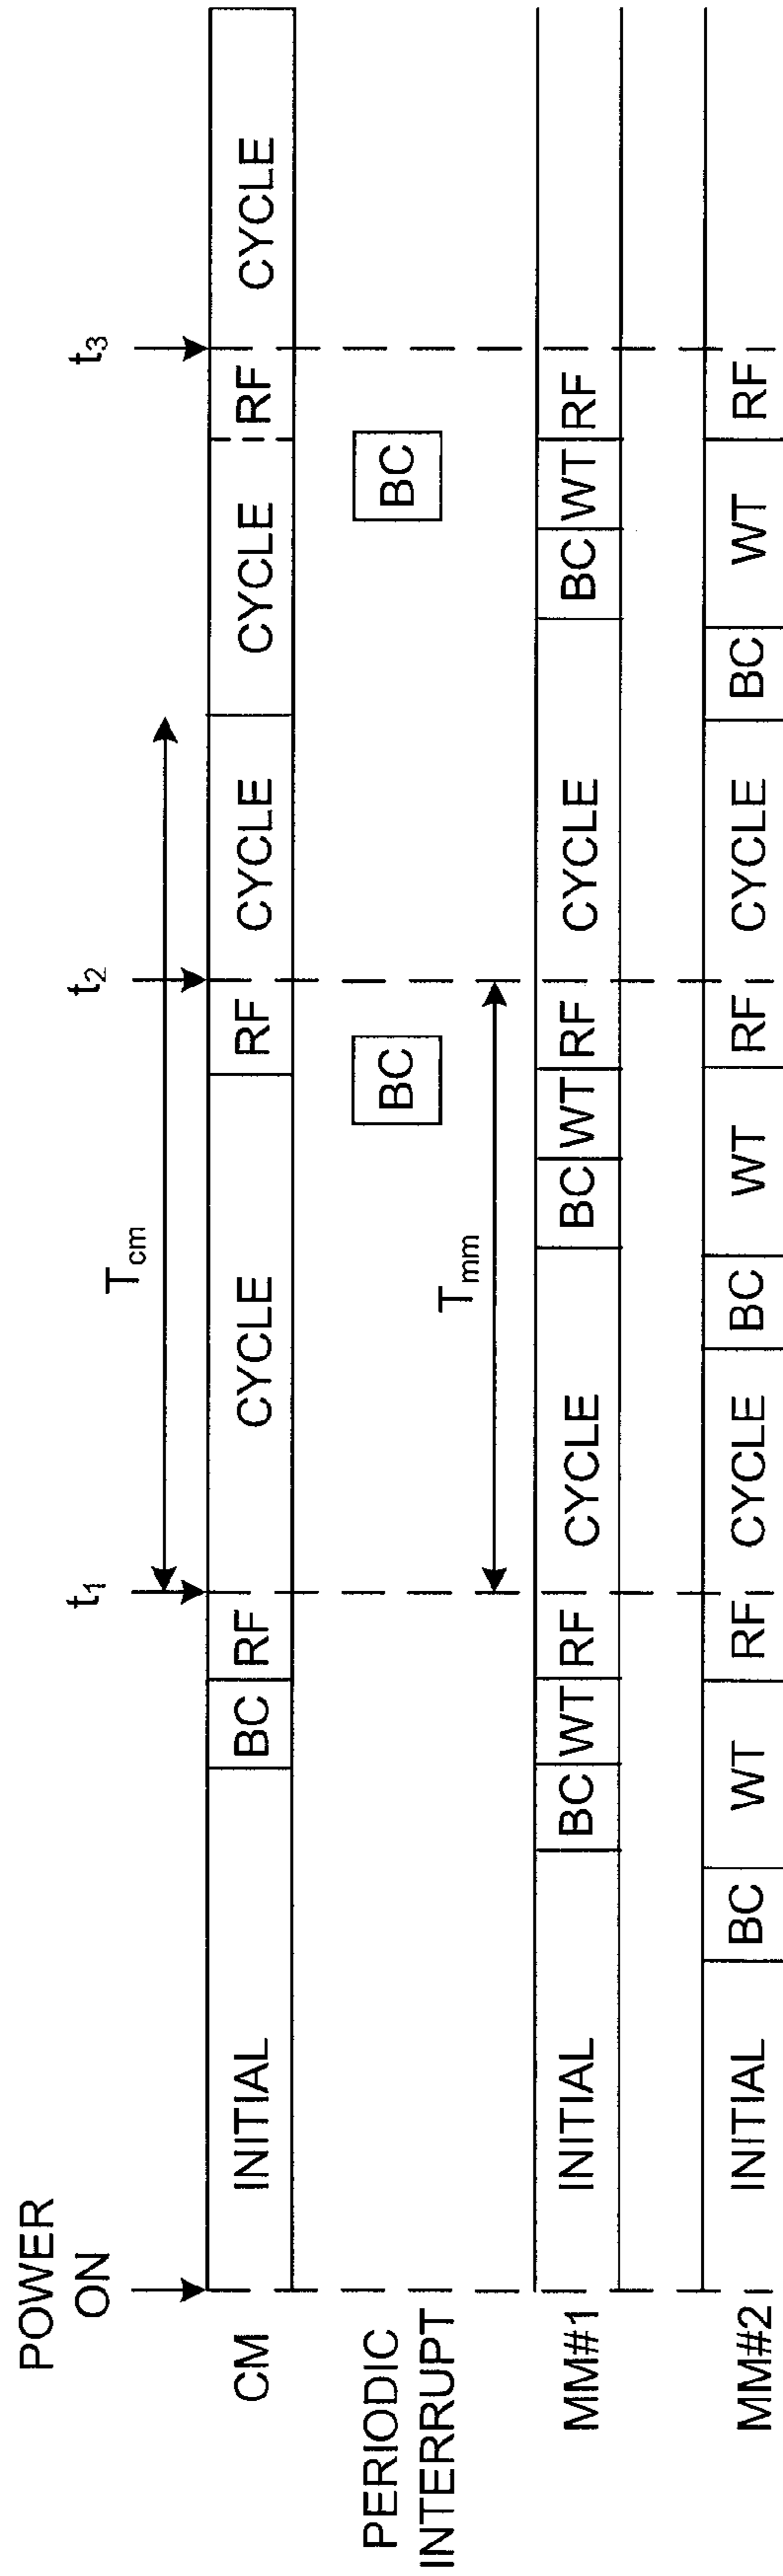 POWER
ON
t₁ t₂ t₃
Tcm
CM INITIAL BC RF CYCLE RF CYCLE CYCLE RF CYCLE
PERIODIC
INTERRUPT
BC BC
Tmm
MM#1 INITIAL BC WT RF CYCLE BC WT RF CYCLE BC WT RF
MM#2 INITIAL BC WT RF CYCLE BC WT RF CYCLE BC WT RF